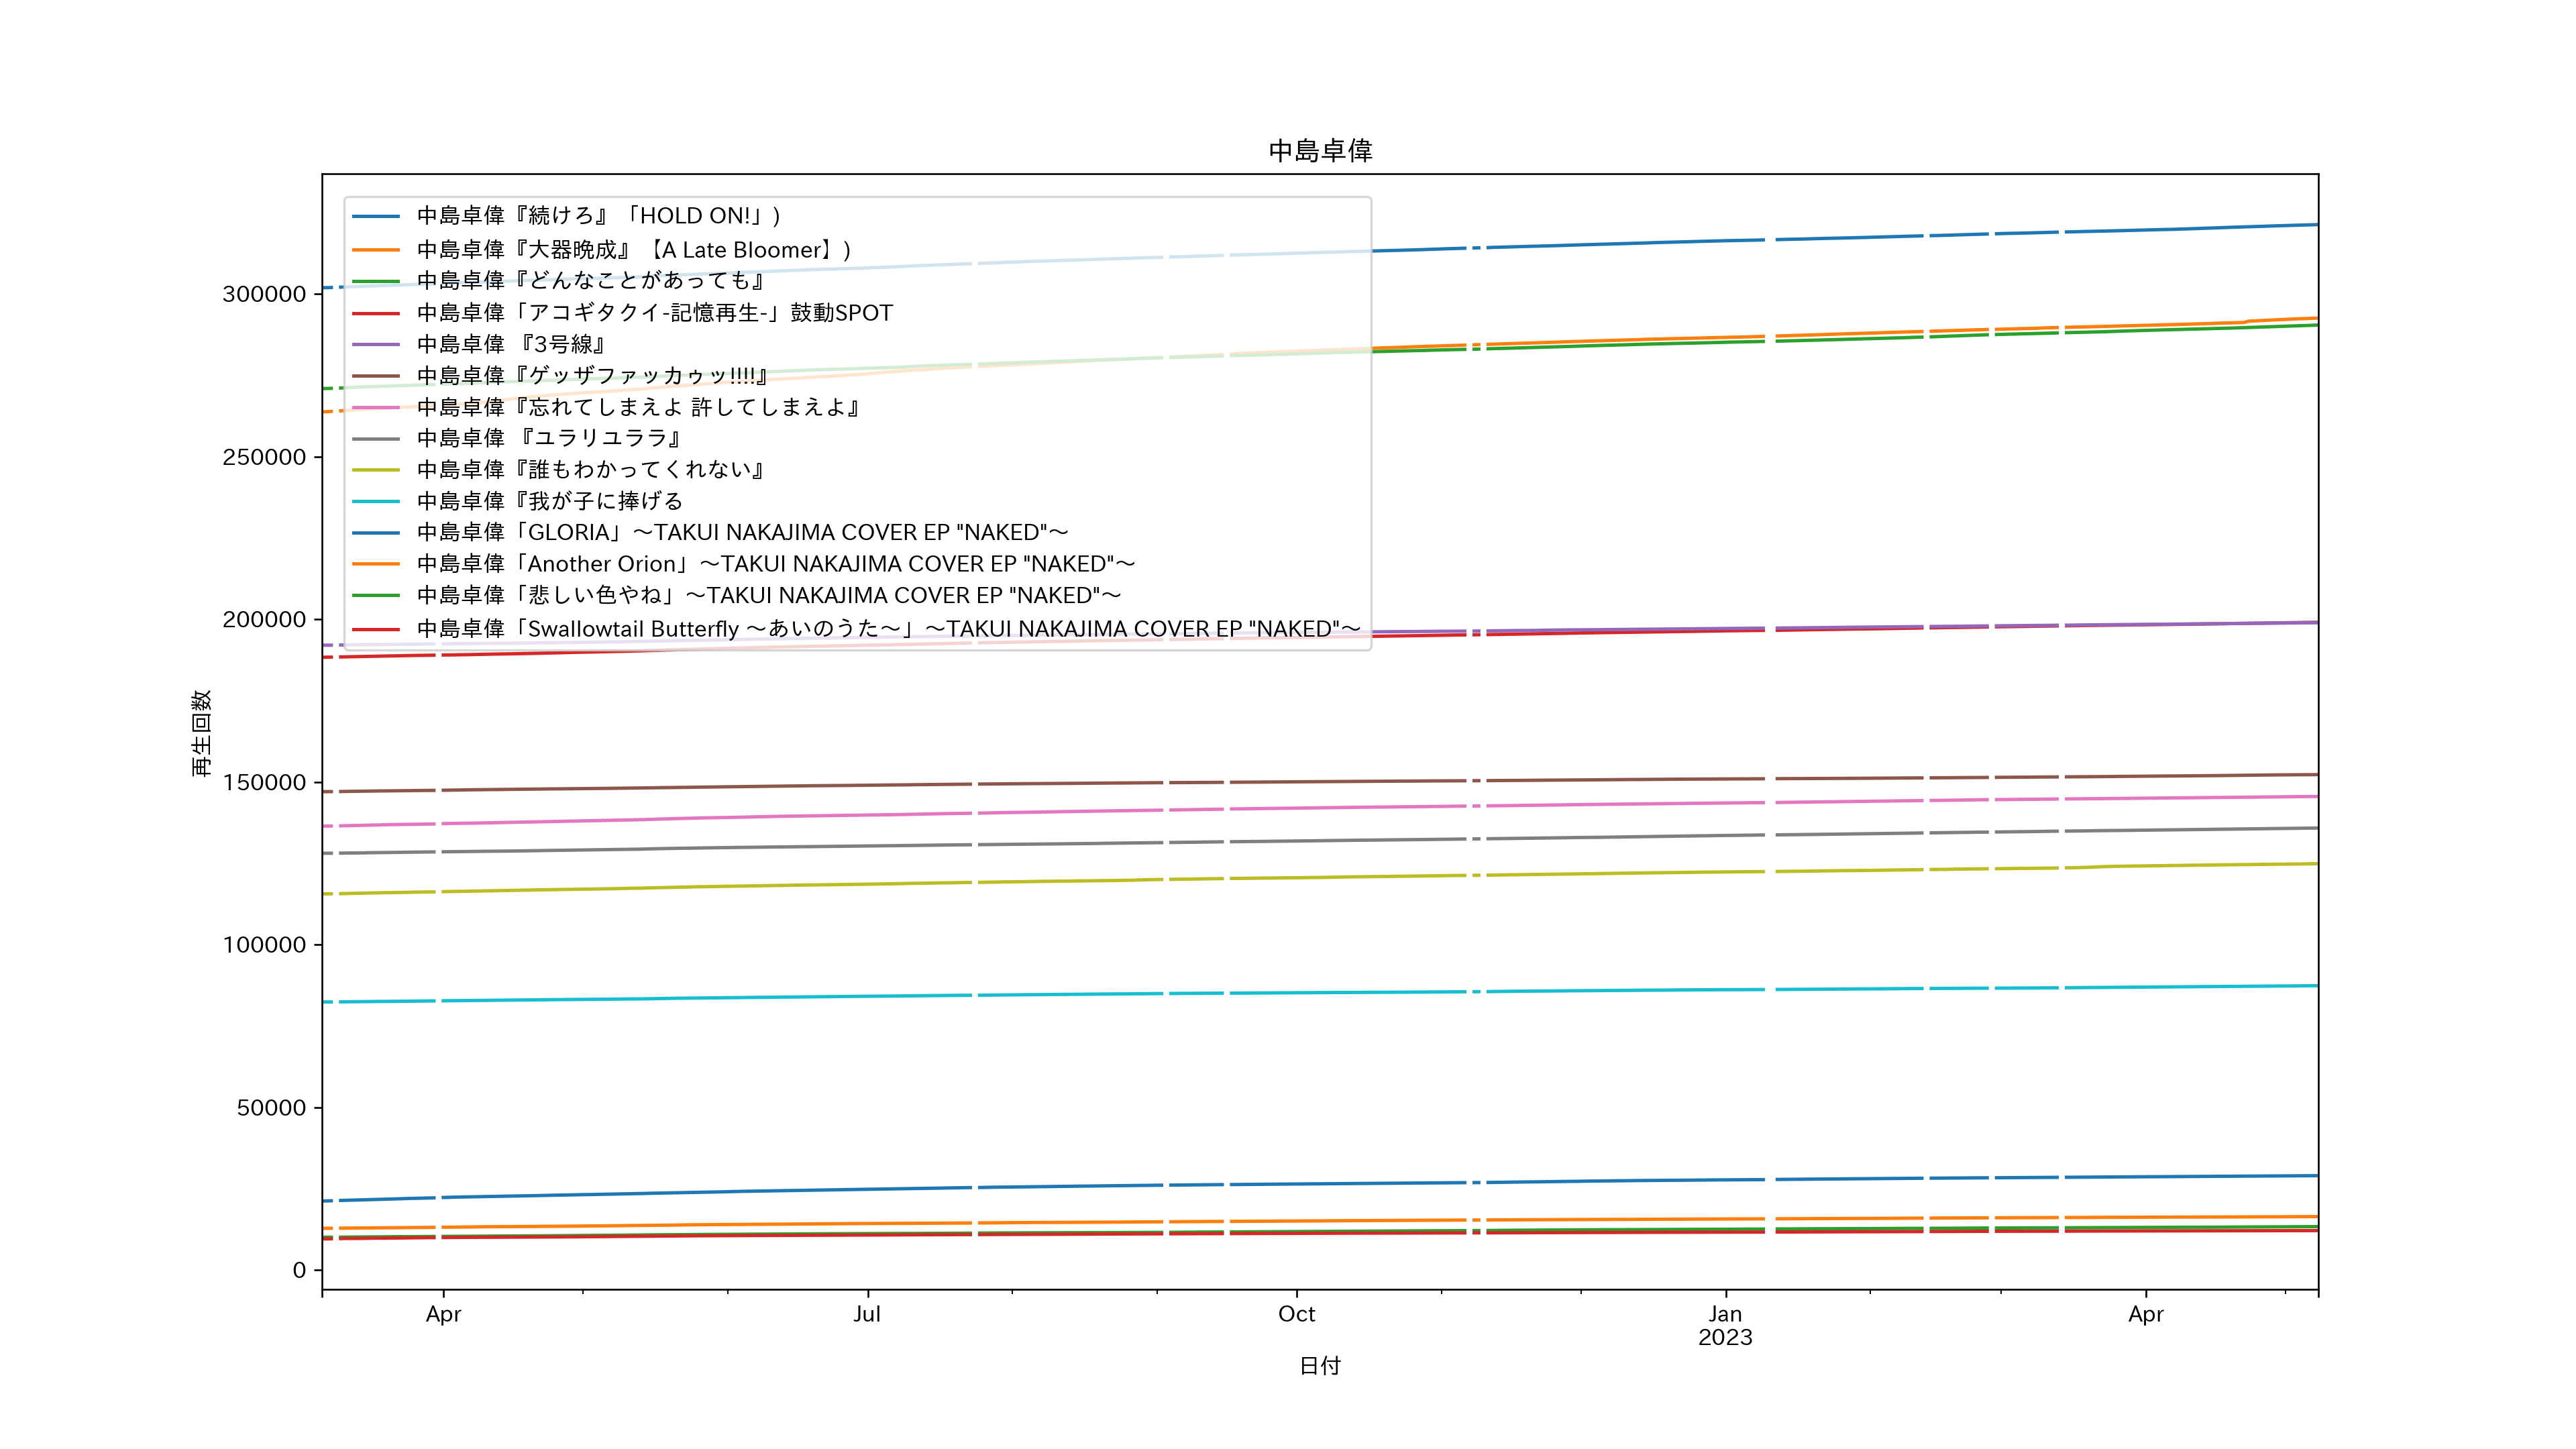 中島卓偉
中島卓偉『続けろ』「HOLD ON!」)
中島卓偉『大器晩成』【A Late Bloomer】)
中島卓偉『どんなことがあっても』
中島卓偉「アコギタクイ-記憶再生-」鼓動SPOT
中島卓偉 『3号線』
中島卓偉『ゲッザファッカゥッ!!!!』
中島卓偉『忘れてしまえよ 許してしまえよ』
中島卓偉 『ユラリユララ』
中島卓偉『誰もわかってくれない』
中島卓偉『我が子に捧げる
中島卓偉「GLORIA」～TAKUI NAKAJIMA COVER EP "NAKED"～
中島卓偉「Another Orion」～TAKUI NAKAJIMA COVER EP "NAKED"～
中島卓偉「悲しい色やね」～TAKUI NAKAJIMA COVER EP "NAKED"～
中島卓偉「Swallowtail Butterfly ～あいのうた～」～TAKUI NAKAJIMA COVER EP "NAKED"～
再生回数
300000
250000
200000
150000
100000
50000
0
Apr
Jul
Oct
Jan
2023
Apr
日付